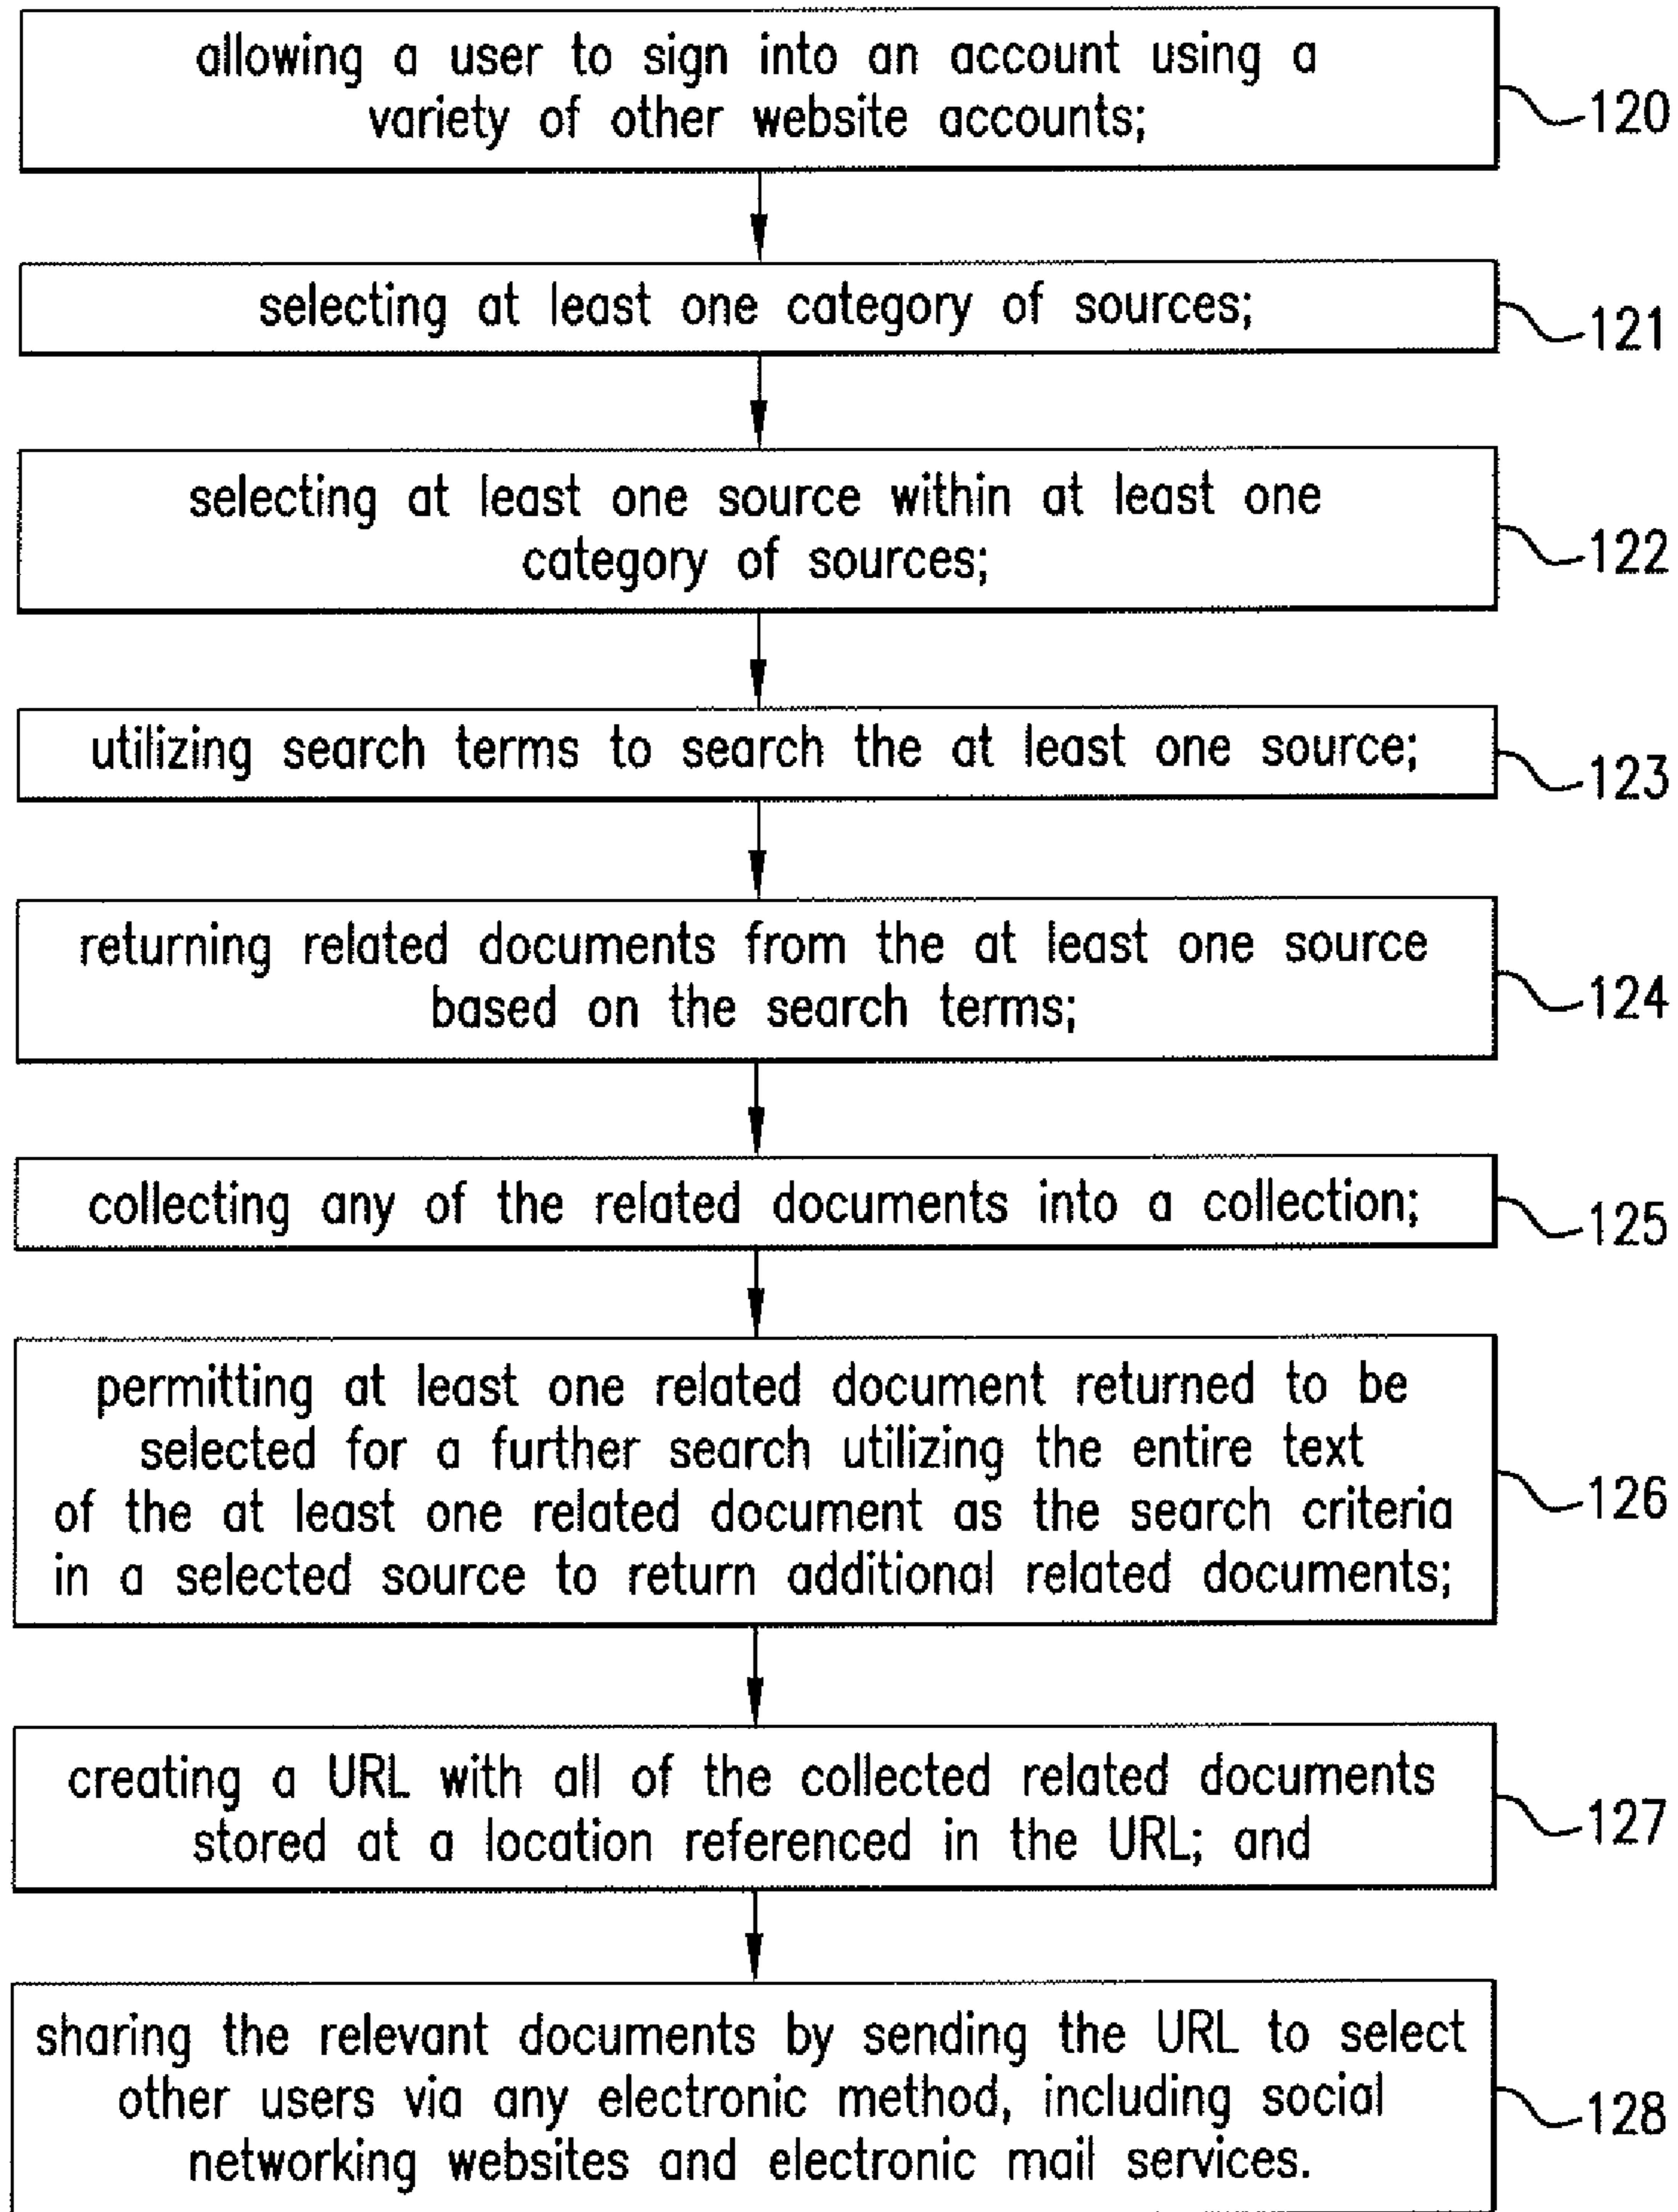 allowing a user to sign into an account using a
variety of other website accounts;
120
selecting at least one category of sources;
121
selecting at least one source within at least one
category of sources;
122
utilizing search terms to search the at least one source;
123
returning related documents from the at least one source
based on the search terms;
124
collecting any of the related documents into a collection;
125
permitting at least one related document returned to be
selected for a further search utilizing the entire text
of the at least one related document as the search criteria
in a selected source to return additional related documents;
126
creating a URL with all of the collected related documents
stored at a location referenced in the URL; and
127
sharing the relevant documents by sending the URL to select
other users via any electronic method, including social
networking websites and electronic mail services.
128